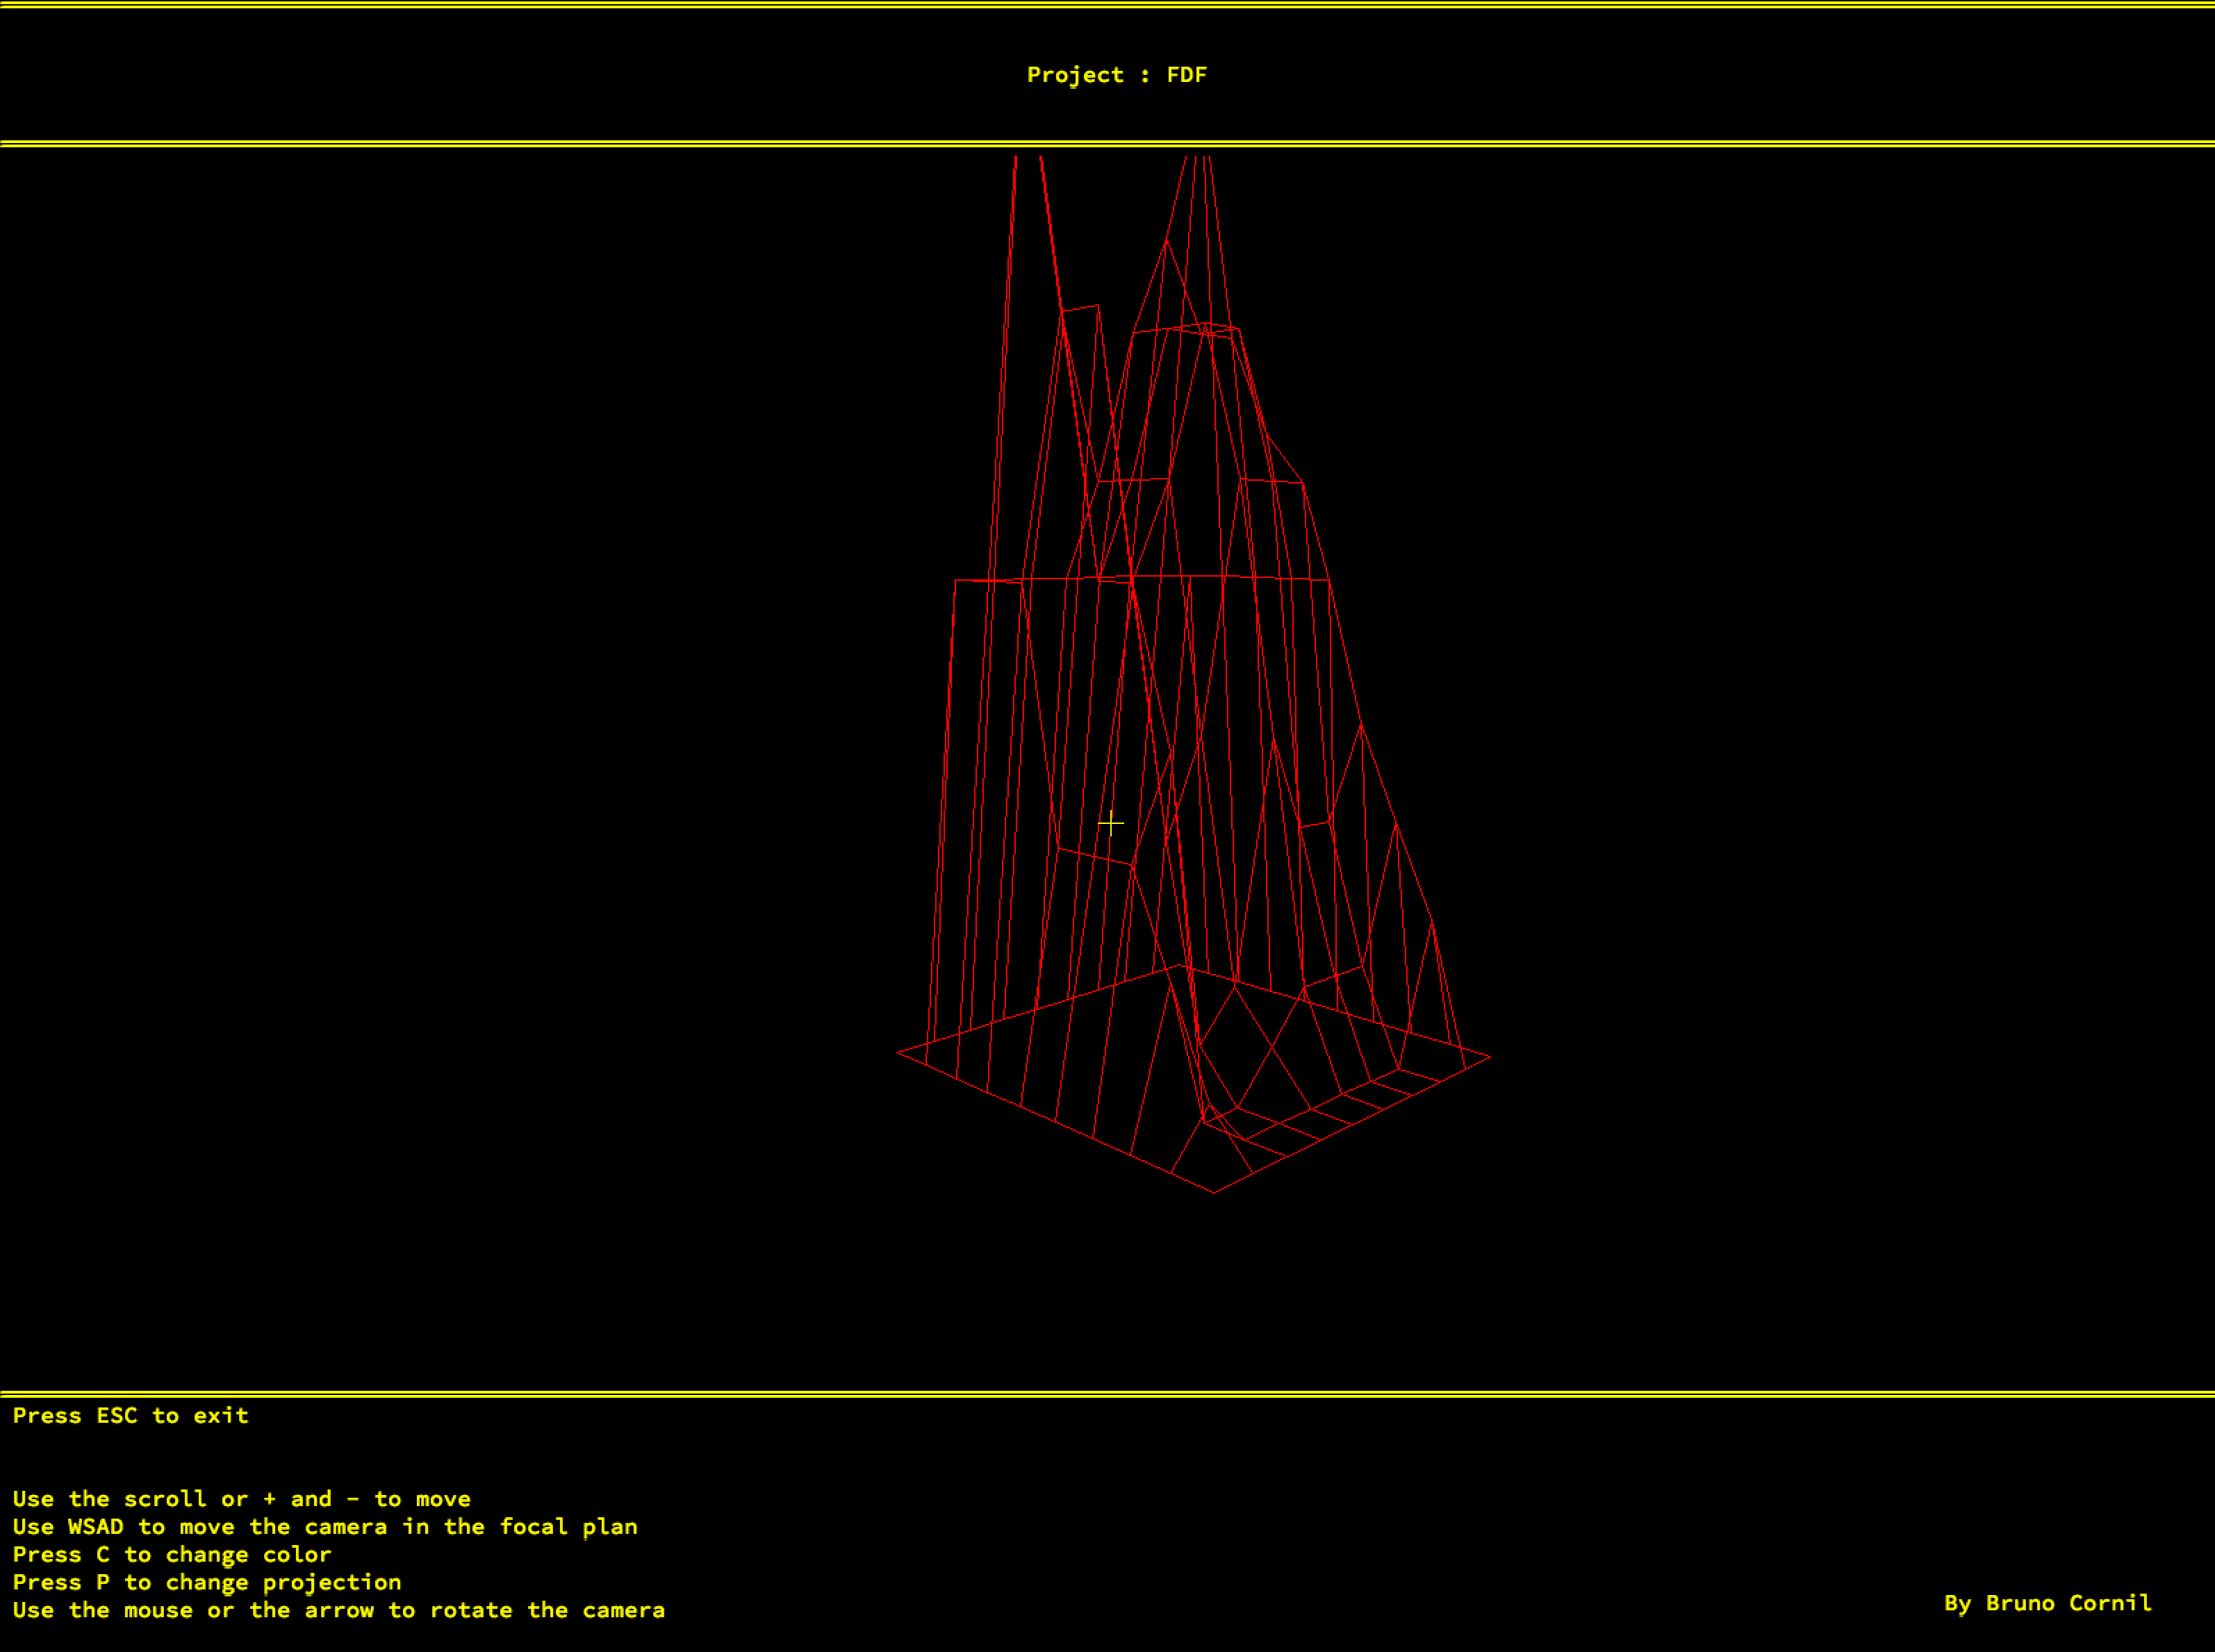 Project : FDF
Press ESC to exit
Use the scroll or + and - to move
Use WSAD to move the camera in the focal plan
Press C to change color
Press P to change projection
Use the mouse or the arrow to rotate the camera
By Bruno Cornil